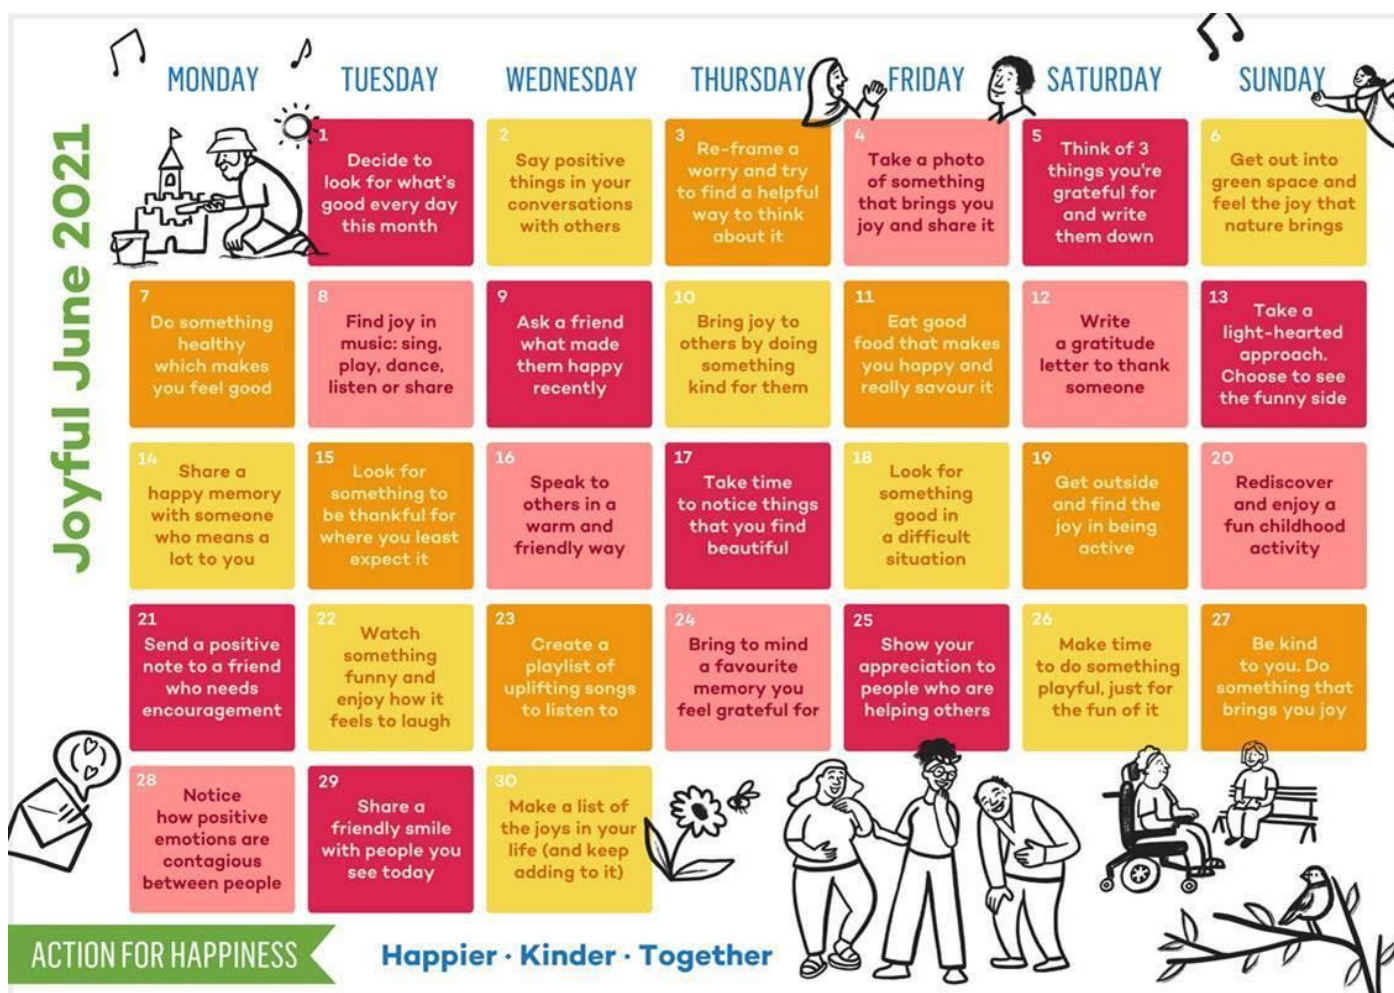 MONDAY TUESDAY WEDNESDAY THURSDAY FRIDAY SATURDAY SUNDAY
Joyful June 2021
1
Decide to
look for what's
good every day
this month
2
Say positive
things in your
conversations
with others
3
Re-frame a
worry and try
to find a helpful
way to think
about it
4
Take a photo
of something
that brings you
joy and share it
5
Think of 3
things you're
grateful for
and write
them down
6
Get out into
green space and
feel the joy that
nature brings
7
Do something
healthy
which makes
you feel good
8
Find joy in
music: sing,
play, dance,
listen or share
9
Ask a friend
what made
them happy
recently
10
Bring joy to
others by doing
something
kind for them
11
Eat good
food that makes
you happy and
really savour it
12
Write
a gratitude
letter to thank
someone
13
Take a
light-hearted
approach.
Choose to see
the funny side
14
Share a
happy memory
with someone
who means a
lot to you
15
Look for
something to
be thankful for
where you least
expect it
16
Speak to
others in a
warm and
friendly way
17
Take time
to notice things
that you find
beautiful
18
Look for
something
good in
a difficult
situation
19
Get outside
and find the
joy in being
active
20
Rediscover
and enjoy a
fun childhood
activity
21
Send a positive
note to a friend
who needs
encouragement
22
Watch
something
funny and
enjoy how it
feels to laugh
23
Create a
playlist of
uplifting songs
to listen to
24
Bring to mind
a favourite
memory you
feel grateful for
25
Show your
appreciation to
people who are
helping others
26
Make time
to do something
playful, just for
the fun of it
27
Be kind
to you. Do
something that
brings you joy
28
Notice
how positive
emotions are
contagious
between people
29
Share a
friendly smile
with people you
see today
30
Make a list of
the joys in your
life (and keep
adding to it)
ACTION FOR HAPPINESS
Happier · Kinder · Together